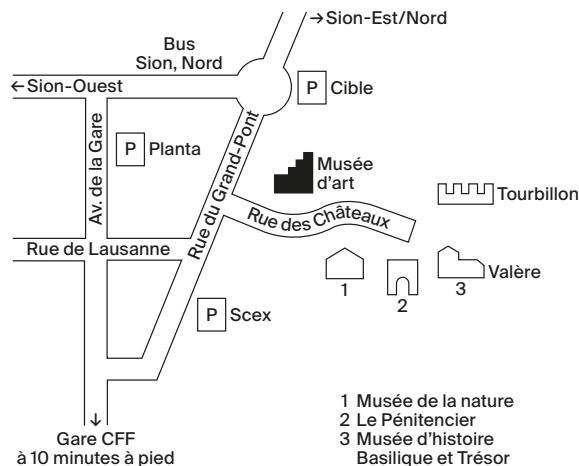 →Sion-Est/Nord
Bus
Sion, Nord
←Sion-Ouest
P Cible
Av. de la Gare
P Planta
Rue du Grand-Pont
Musée
d'art
Tourbillon
Rue des Châteaux
Rue de Lausanne
Valère
1
2
3
P Scex
Gare CFF
à 10 minutes à pied
1 Musée de la nature
2 Le Pénitencier
3 Musée d'histoire
Basilique et Trésor